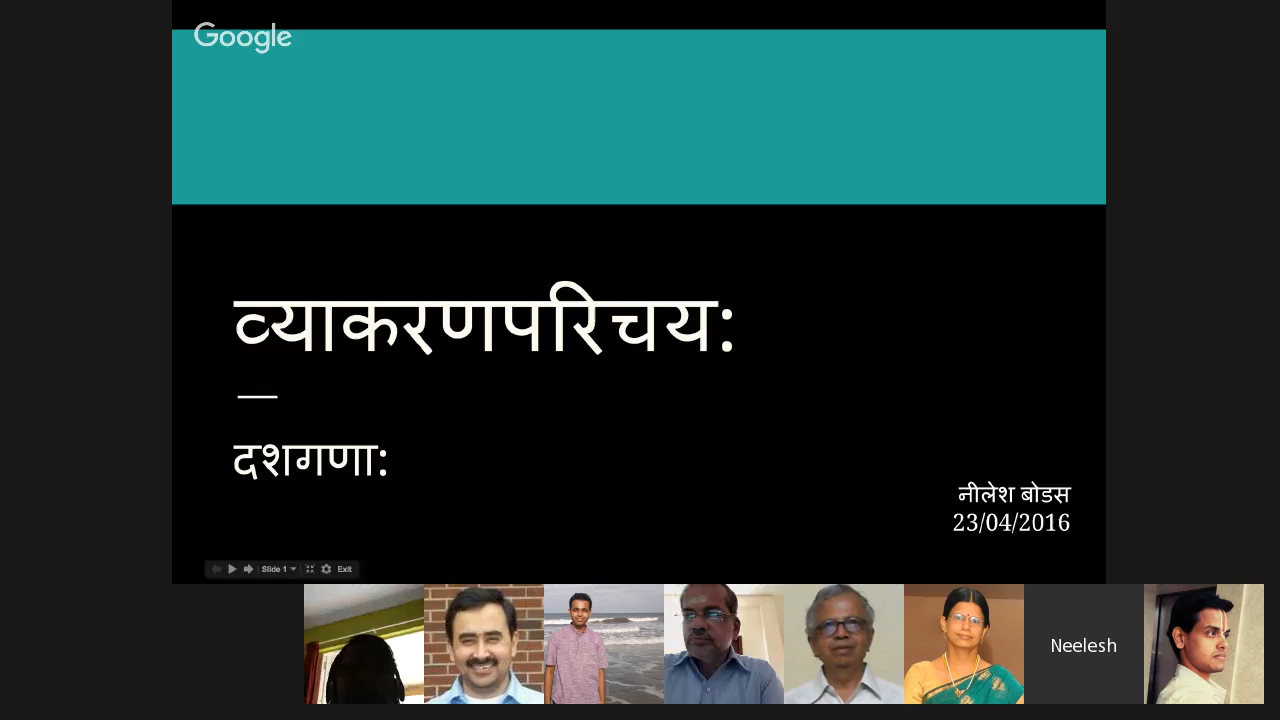 Google
व्याकरणपरिचय:
दशगणा:
नीलेश बोडस
23/04/2016
Slide 1 Exit
Neelesh